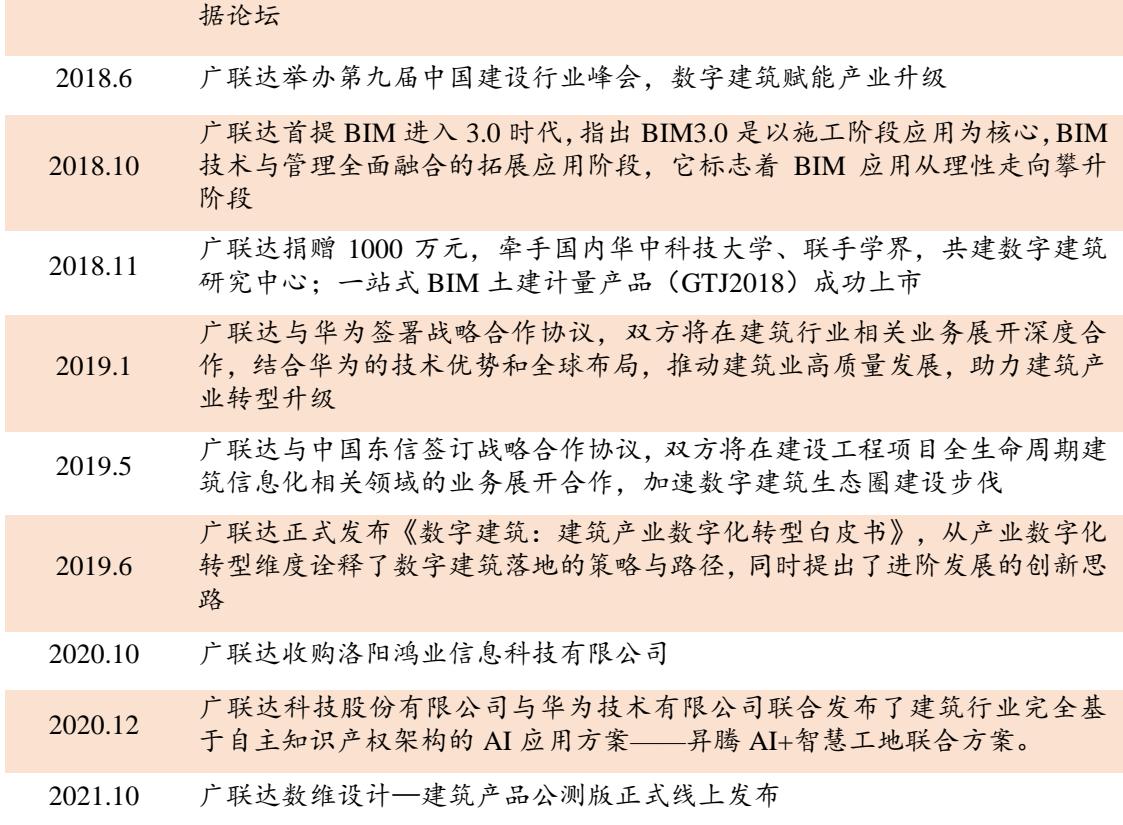 据论坛
2018.6 广联达举办第九届中国建设行业峰会，数字建筑赋能产业升级
广联达首提 BIM 进入 3.0 时代，指出 BIM3.0 是以施工阶段应用为核心，BIM
2018.10 技术与管理全面融合的拓展应用阶段，它标志着 BIM 应用从理性走向攀升
阶段
2018.11 广联达捐赠 1000 万元，牵手国内华中科技大学、联手学界，共建数字建筑
研究中心；一站式 BIM 土建计量产品（GTJ2018）成功上市
广联达与华为签署战略合作协议，双方将在建筑行业相关业务展开深度合
2019.1 作，结合华为的技术优势和全球布局，推动建筑业高质量发展，助力建筑产
业转型升级
2019.5 广联达与中国东信签订战略合作协议，双方将在建设工程项目全生命周期建
筑信息化相关领域的业务展开合作，加速数字建筑生态圈建设步伐
广联达正式发布《数字建筑：建筑产业数字化转型白皮书》，从产业数字化
2019.6 转型维度诠释了数字建筑落地的策略与路径，同时提出了进阶发展的创新思
路
2020.10 广联达收购洛阳鸿业信息科技有限公司
2020.12 广联达科技股份有限公司与华为技术有限公司联合发布了建筑行业完全基
于自主知识产权架构的 AI 应用方案——昇腾 AI+智慧工地联合方案。
2021.10 广联达数维设计—建筑产品公测版正式线上发布